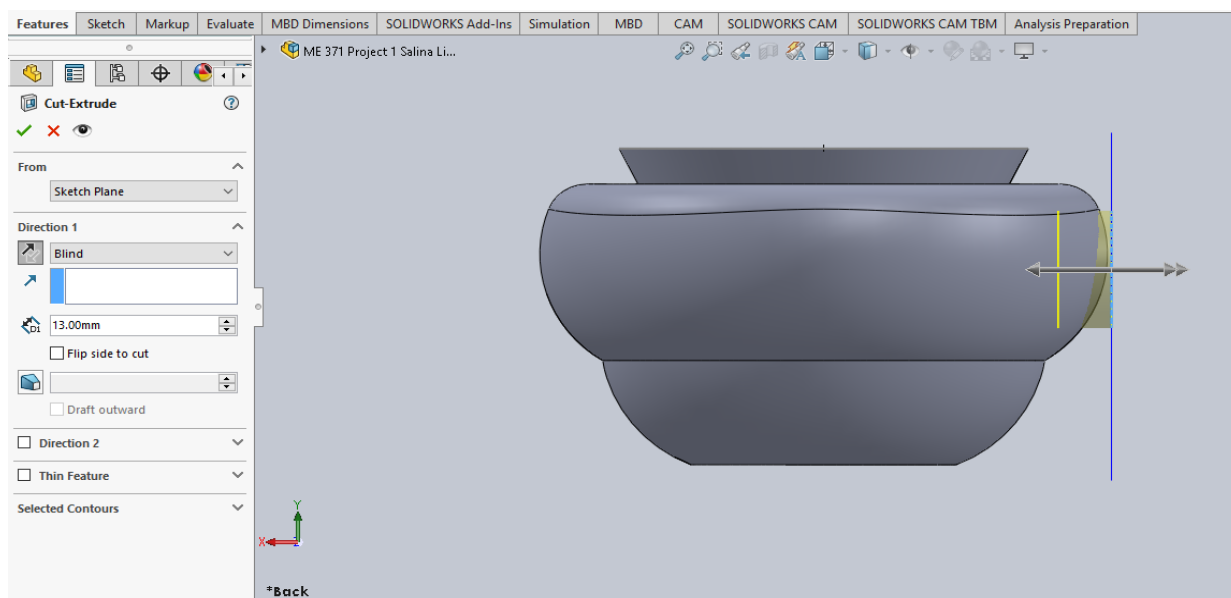 Features Sketch Markup Evaluate MBD Dimensions SOLIDWORKS Add-Ins Simulation MBD CAM SOLIDWORKS CAM SOLIDWORKS CAM TBM Analysis Preparation
ME 371 Project 1 Salina Li...
Cut-Extrude
From
Sketch Plane
Direction 1
Blind
D1
13.00mm
Flip side to cut
Draft outward
Direction 2
Thin Feature
Selected Contours
Y
X
Z
*Back